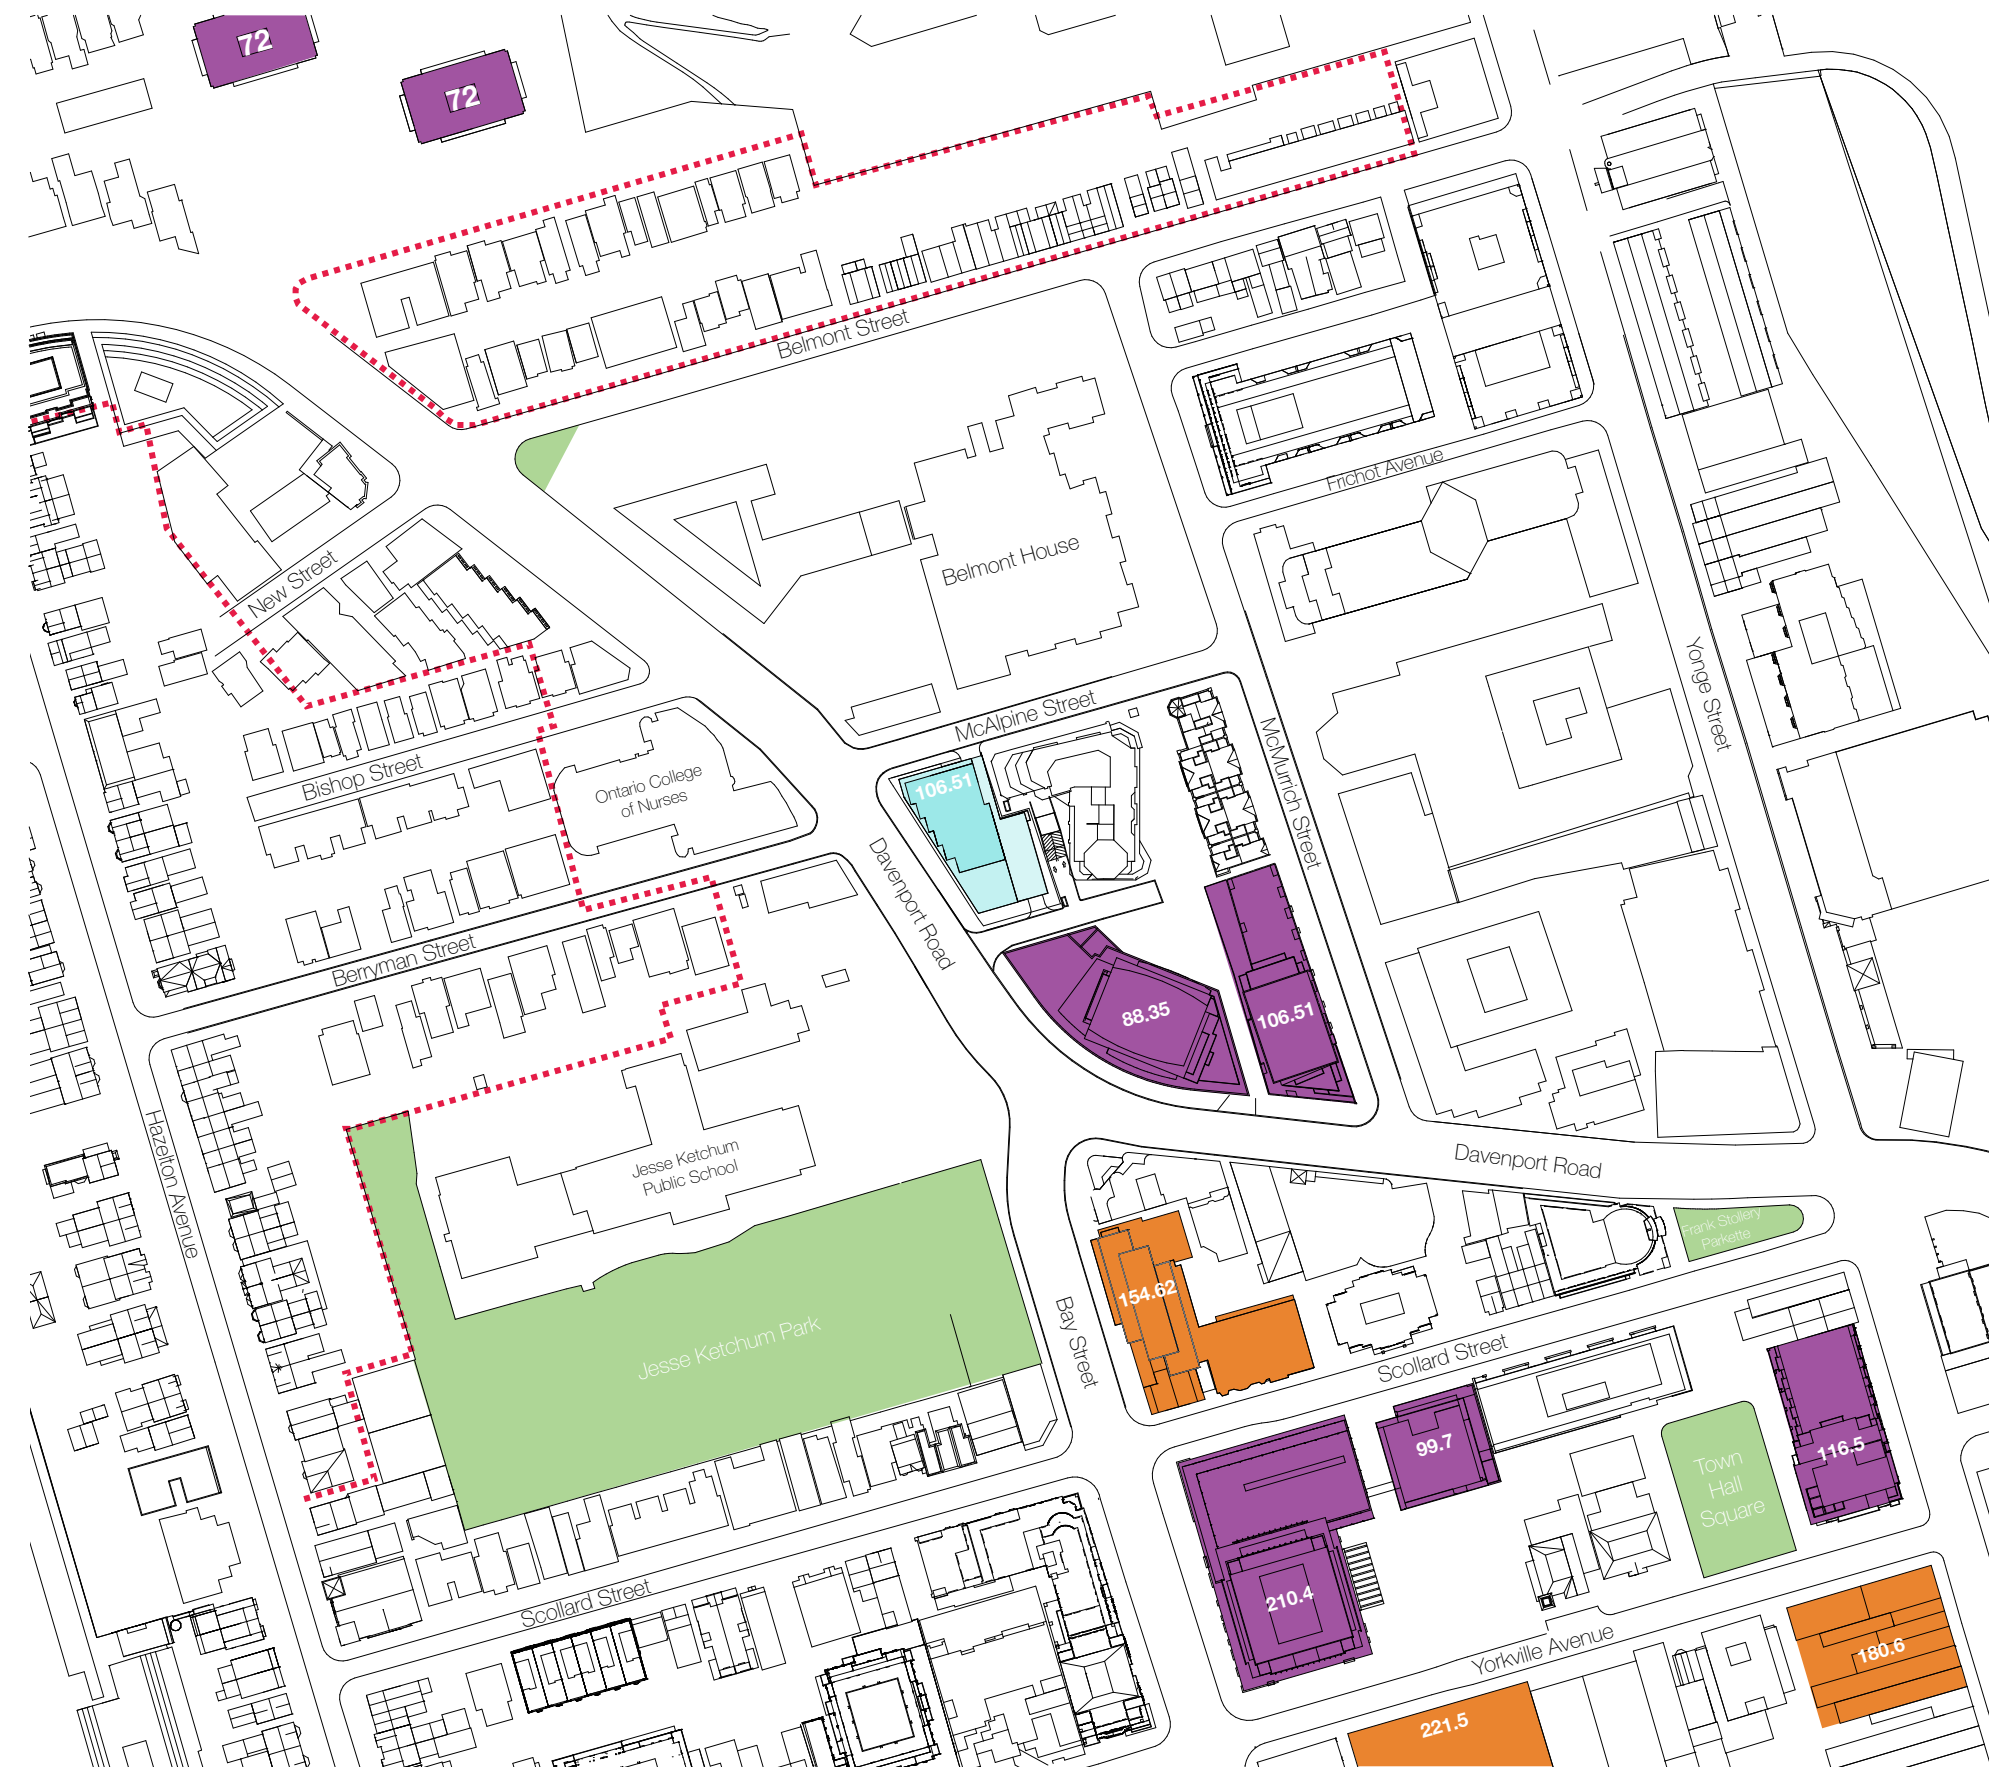 72
72
Belmont Street
Frichot Avenue
Belmont House
New Street
Yonge Street
McAlpine Street
McMurrich Street
Bishop Street
Ontario College
of Nurses
106.51
Davenport Road
Berryman Street
88.35
106.51
Hazelton Avenue
Jesse Ketchum
Public School
Davenport Road
Frank Stollery
Parkette
154.62
Bay Street
Jesse Ketchum Park
Scollard Street
99.7
116.5
Town
Hall
Square
210.4
Scollard Street
Yorkville Avenue
180.6
221.5